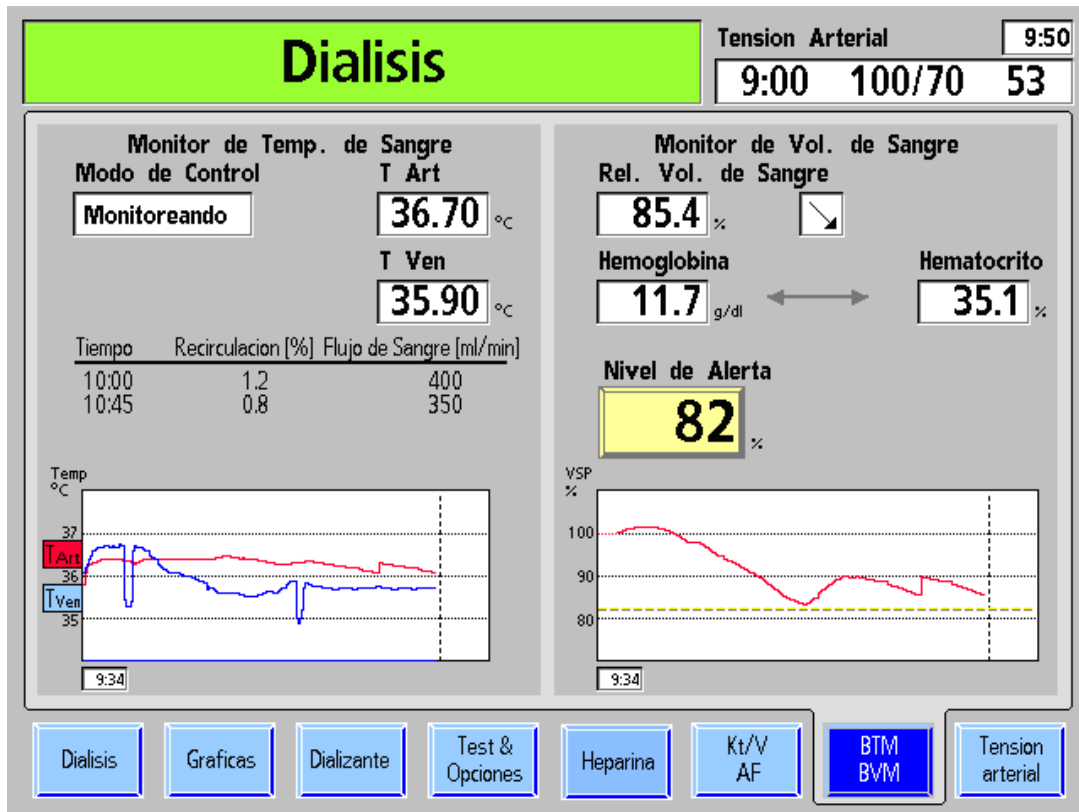 Dialisis
Tension Arterial 9:50
9:00 100/70 53
Monitor de Temp. de Sangre
Modo de Control T Art
Monitoreando 36.70 °C
T Ven
35.90 °C
Tiempo Recirculacion [%] Flujo de Sangre [ml/min]
10:00 1.2 400
10:45 0.8 350
Temp
°C
37
TArt
36
TVen
35
9:34
Monitor de Vol. de Sangre
Rel. Vol. de Sangre
85.4 %
Hemoglobina Hematocrito
11.7 g/dl 35.1 %
Nivel de Alerta
82 %
VSP
%
100
90
80
9:34
Dialisis
Graficas
Dializante
Test &
Opciones
Heparina
Kt/V
AF
BTM
BVM
Tension
arterial